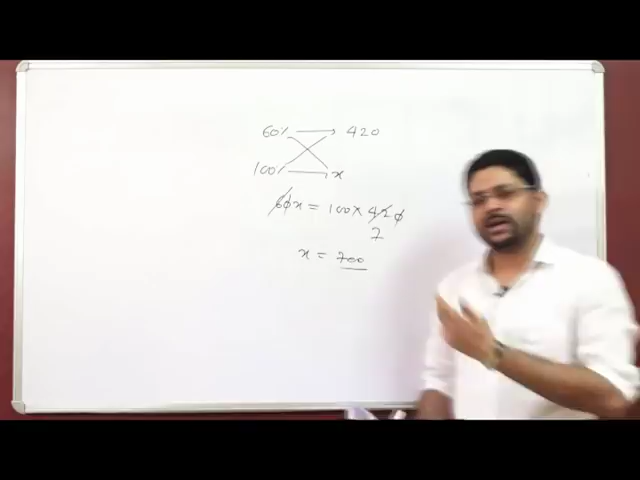 60% → 420
100% → x
60x = 100 × 420
7
x = 700